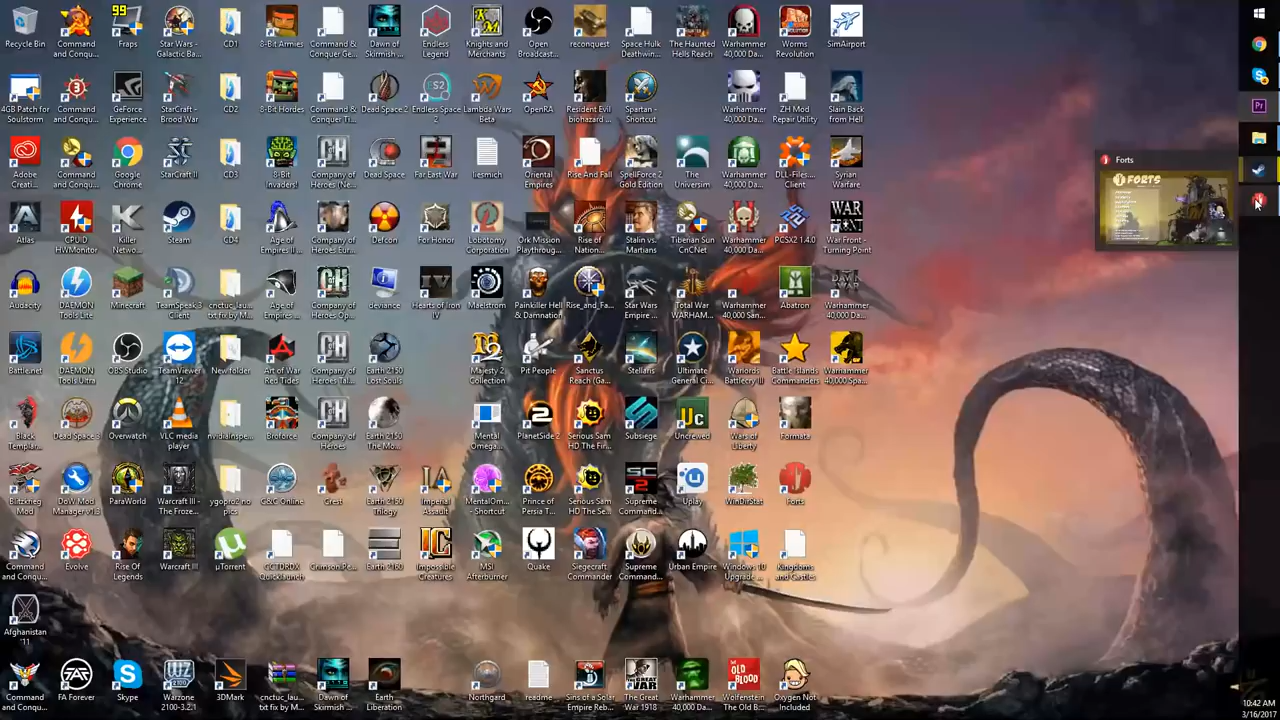 99
Recycle Bin
Command and Conqu...
Fraps
Star Wars - Galactic Ba...
CD1
8-Bit Armies
Command & Conquer Ge...
Dawn of Skirmish ...
Endless Legend
Knights and Merchants
Open Broadcast...
reconquest
Space Hulk Deathwin...
The Haunted Hells Reach
Warhammer 40,000 Da...
Worms Revolution
SimAirport
4GB Patch for Soulstorm
Command and Conqu...
GeForce Experience
StarCraft - Brood War
CD2
8-Bit Hordes
Command & Conquer Ti...
Dead Space 2
Endless Space 2
Lambda Wars Beta
OpenRA
Resident Evil biohazard ...
Spartan - Shortcut
Warhammer 40,000 Da...
ZH Mod Repair Utility
Slain Back from Hell
Adobe Creati...
Command and Conqu...
Google Chrome
StarCraft II
CD3
8-Bit Invaders!
Company of Heroes (Ne...
Dead Space
Far East War
liesmich
Oriental Empires
Rise And Fall
SpellForce 2 Gold Edition
The Universim
Warhammer 40,000 Da...
DLL-Files.... Client
Syrian Warfare
Forts
FORTS
Atlas
CPUID HWMonitor
Killer Netwo...
Steam
CD4
Age of Empires II...
Company of Heroes Eur...
Defcon
For Honor
Lobotomy Corporation
Ork Mission Playthroug...
Rise of Nation...
Stalin vs. Martians
Tiberian Sun CnCNet
Warhammer 40,000 Da...
PCSX2 1.4.0
War Front - Turning Point
Audacity
DAEMON Tools Lite
Minecraft
TeamSpeak 3 Client
cnctuc_lau... txt fix by M...
Age of Empires ...
Company of Heroes Op...
deviance
Hearts of Iron IV
Maelstrom
Painkiller Hell & Damnation
Rise_and_Fa...
Star Wars Empire ...
Total War WARHAM...
Warhammer 40,000 San...
Abatron
Warhammer 40,000 Da...
Battle.net
DAEMON Tools Ultra
OBS Studio
TeamViewer 12
New folder
Art of War Red Tides
Company of Heroes Tal...
Earth 2150 Lost Souls
Majesty 2 Collection
Pit People
Sanctus Reach (Ga...
Stellaris
Ultimate General Ci...
Warlords Battlecry III
Battle Islands Commanders
Warhammer 40,000 Spa...
Black Templar...
Dead Space 3
Overwatch
VLC media player
nvidiainspe...
Broforce
Company of Heroes
Earth 2150 The Mo...
Mental Omega...
PlanetSide 2
Serious Sam HD The Fir...
Subsiege
Uncrewed
Wars of Liberty
Formata
Blitzkrieg Mod
DoW Mod Manager v1.3
ParaWorld
Warcraft III - The Froze...
ygopro2 no pics
C&C Online
Crest
Earth 2150 Trilogy
Imperial Assault
MentalOm... - Shortcut
Prince of Persia T...
Serious Sam HD The Se...
Supreme Command...
Uplay
WinDirStat
Forts
Command and Conqu...
Evolve
Rise Of Legends
Warcraft III
µTorrent
CCTDRDX Quicklaunch
Crimson.Pe...
Earth 2160
Impossible Creatures
MSI Afterburner
Quake
Siegecraft Commander
Supreme Command...
Urban Empire
Windows 10 Upgrade ...
Kingdoms and Castles
Afghanistan '11
Command and Conqu...
FA Forever
Skype
Warzone 2100-3.2.1
3DMark
cnctuc_lau... txt fix by M...
Dawn of Skirmish ...
Earth Liberation
Northgard
readme
Sins of a Solar Empire Reb...
The Great War 1918
Warhammer 40,000 Da...
Wolfenstein The Old B...
Oxygen Not Included
10:42 AM
3/16/2017